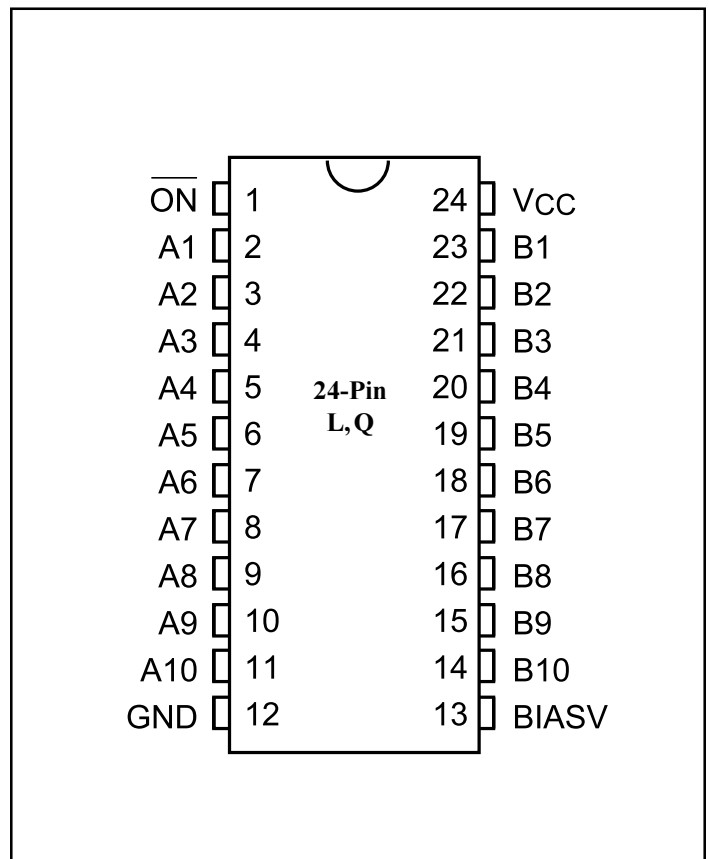 O̅N̅ 1 24 VCC
A1 2 23 B1
A2 3 22 B2
A3 4 21 B3
A4 5 20 B4
24-Pin
L,Q
A5 6 19 B5
A6 7 18 B6
A7 8 17 B7
A8 9 16 B8
A9 10 15 B9
A10 11 14 B10
GND 12 13 BIASV